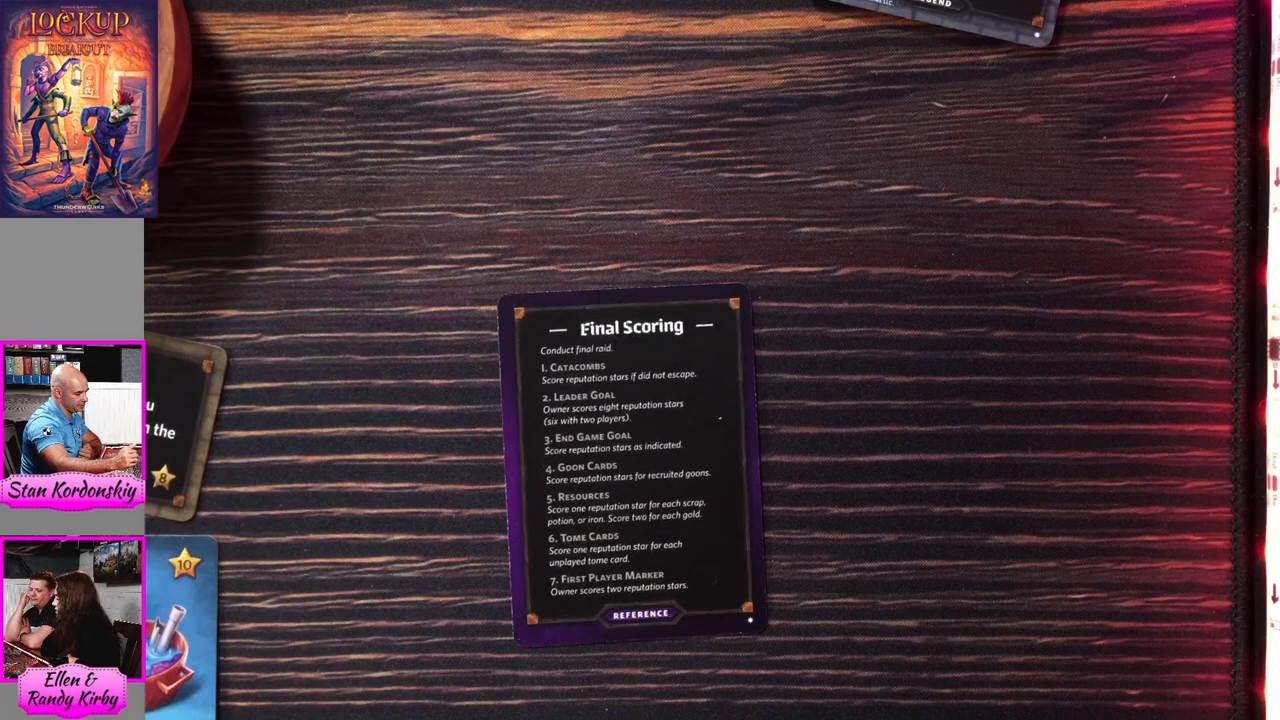 LOCKUP
BREAKOUT
THUNDERWORKS
LEGEND
— Final Scoring —
Conduct final raid.
1. Catacombs
Score reputation stars if did not escape.
2. Leader Goal
Owner scores eight reputation stars
(six with two players).
3. End Game Goal
Score reputation stars as indicated.
4. Goon Cards
Score reputation stars for recruited goons.
5. Resources
Score one reputation star for each scrap,
potion, or iron. Score two for each gold.
6. Tome Cards
Score one reputation star for each
unplayed tome card.
7. First Player Marker
Owner scores two reputation stars.
REFERENCE
the
8
Stan Kordonskiy
10
Ellen &
Randy Kirby